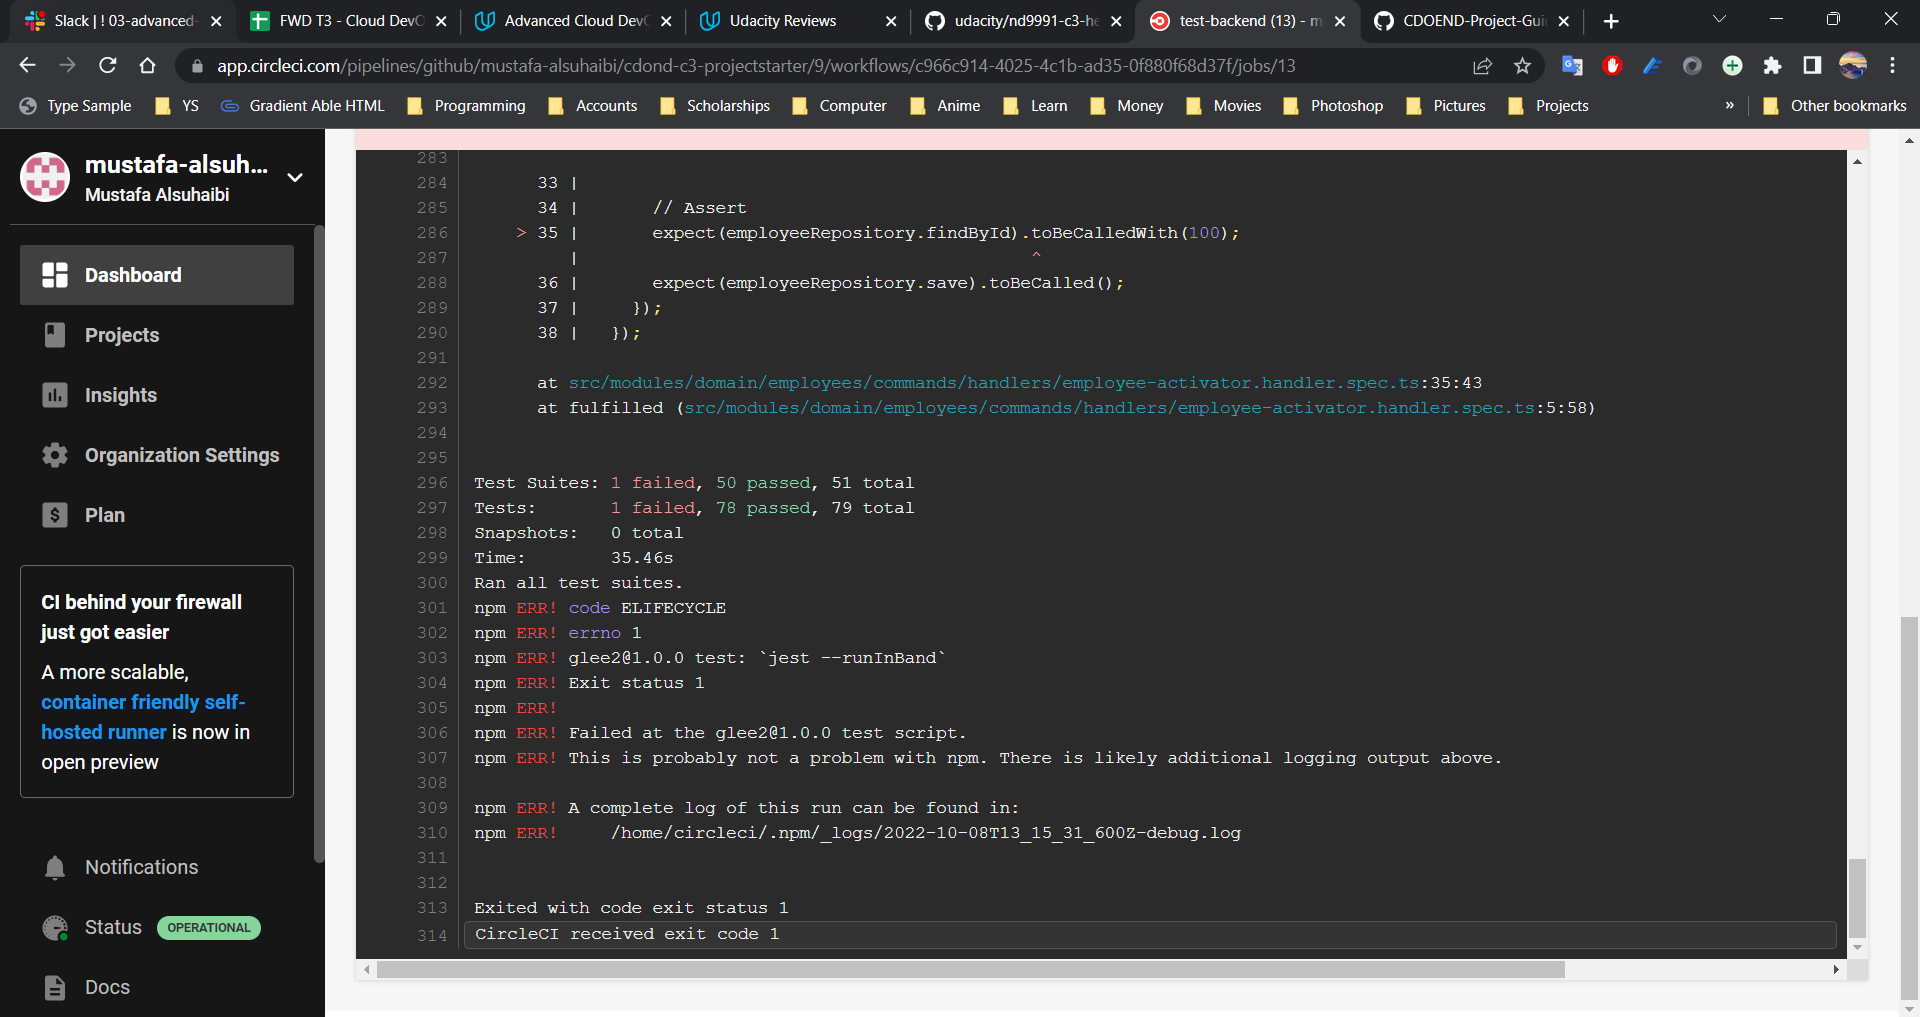 Slack | ! 03-advanced-
FWD T3 - Cloud DevO
Advanced Cloud DevO
Udacity Reviews
udacity/nd9991-c3-he
test-backend (13) - m
CDOEND-Project-Gui
app.circleci.com/pipelines/github/mustafa-alsuhaibi/cdond-c3-projectstarter/9/workflows/c966c914-4025-4c1b-ad35-0f880f68d37f/jobs/13
Type Sample
YS
Gradient Able HTML
Programming
Accounts
Scholarships
Computer
Anime
Learn
Money
Movies
Photoshop
Pictures
Projects
»
Other bookmarks
mustafa-alsuh...
Mustafa Alsuhaibi
Dashboard
Projects
Insights
Organization Settings
Plan
CI behind your firewall
just got easier
A more scalable,
container friendly self-
hosted runner is now in
open preview
Notifications
Status OPERATIONAL
Docs
283
284 33 |
285 34 | // Assert
286 > 35 | expect(employeeRepository.findById).toBeCalledWith(100);
287 | ^
288 36 | expect(employeeRepository.save).toBeCalled();
289 37 | });
290 38 | });
291
292 at src/modules/domain/employees/commands/handlers/employee-activator.handler.spec.ts:35:43
293 at fulfilled (src/modules/domain/employees/commands/handlers/employee-activator.handler.spec.ts:5:58)
294
295
296 Test Suites: 1 failed, 50 passed, 51 total
297 Tests: 1 failed, 78 passed, 79 total
298 Snapshots: 0 total
299 Time: 35.46s
300 Ran all test suites.
301 npm ERR! code ELIFECYCLE
302 npm ERR! errno 1
303 npm ERR! glee2@1.0.0 test: `jest --runInBand`
304 npm ERR! Exit status 1
305 npm ERR!
306 npm ERR! Failed at the glee2@1.0.0 test script.
307 npm ERR! This is probably not a problem with npm. There is likely additional logging output above.
308
309 npm ERR! A complete log of this run can be found in:
310 npm ERR! /home/circleci/.npm/_logs/2022-10-08T13_15_31_600Z-debug.log
311
312
313 Exited with code exit status 1
314 CircleCI received exit code 1